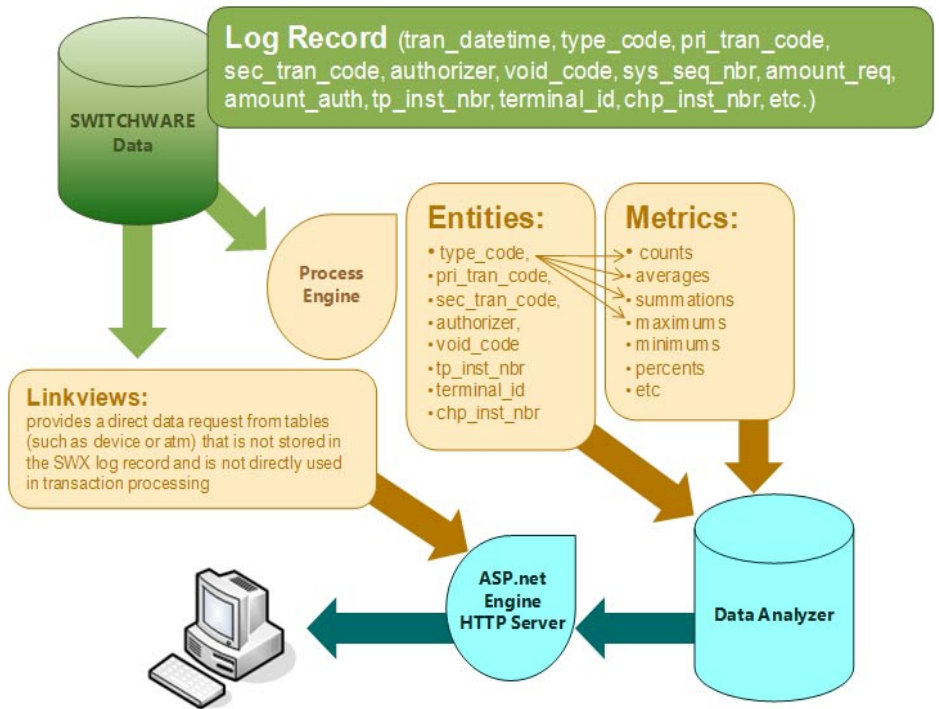 Log Record (tran_datetime, type_code, pri_tran_code,
sec_tran_code, authorizer, void_code, sys_seq_nbr, amount_req,
amount_auth, tp_inst_nbr, terminal_id, chp_inst_nbr, etc.)
SWITCHWARE
Data
Process
Engine
Entities:
• type_code,
• pri_tran_code,
• sec_tran_code,
• authorizer,
• void_code
• tp_inst_nbr
• terminal_id
• chp_inst_nbr
Metrics:
• counts
• averages
• summations
• maximums
• minimums
• percents
• etc
Linkviews:
provides a direct data request from tables
(such as device or atm) that is not stored in
the SWX log record and is not directly used
in transaction processing
ASP.net
Engine
HTTP Server
Data Analyzer